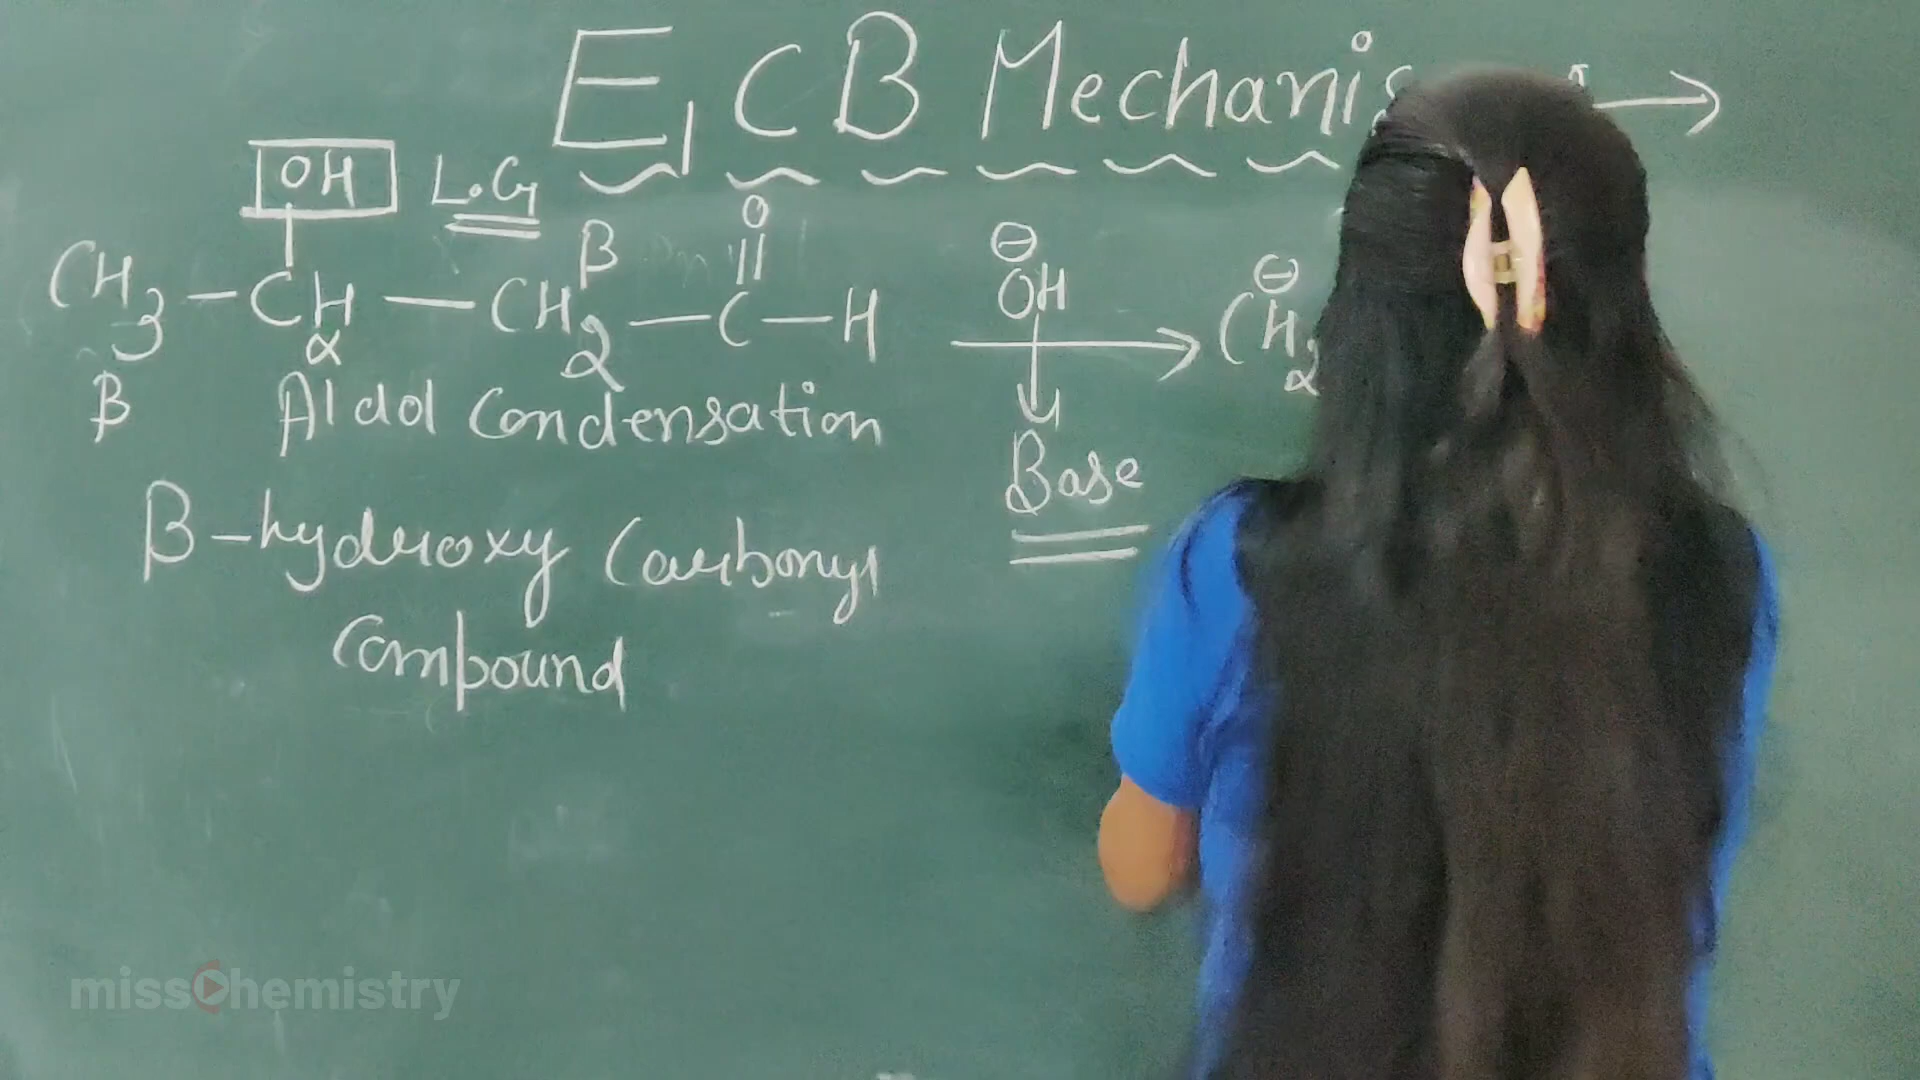 E₁CB Mechanis →
OH L.G
CH₃ – CH – CH₂ – C – H
O
β
α
β
⊖
OH
→
⊖
CH₂
α
Aldol Condensation
Base
β-hydroxy Carbonyl
Compound
missChemistry